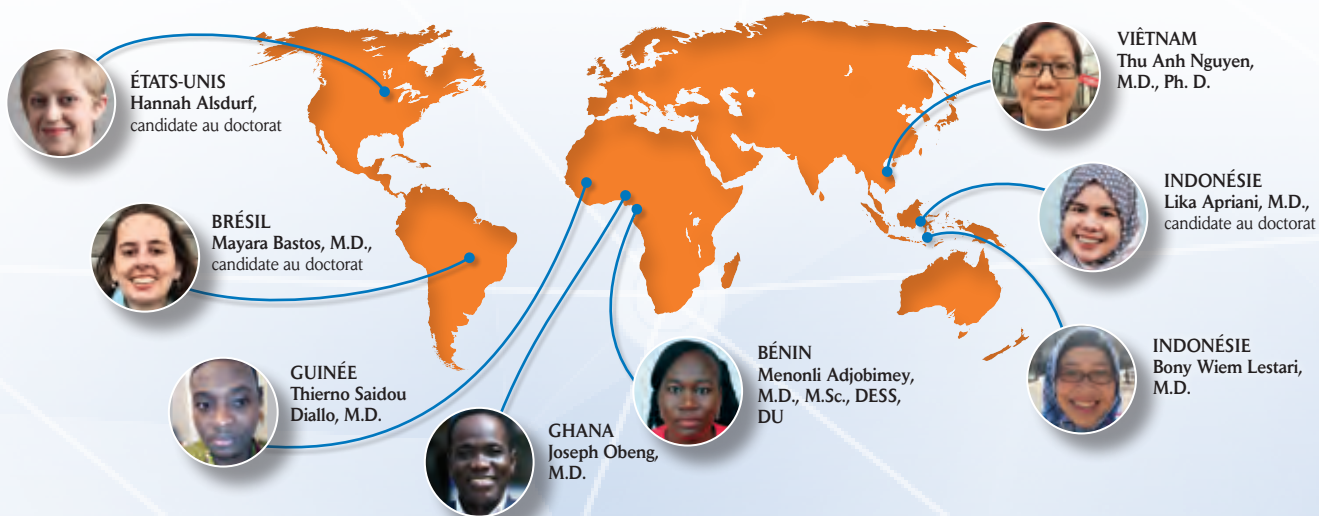 ÉTATS-UNIS
Hannah Alsdurf,
candidate au doctorat
BRÉSIL
Mayara Bastos, M.D.,
candidate au doctorat
GUINÉE
Thierno Saidou
Diallo, M.D.
GHANA
Joseph Obeng,
M.D.
BÉNIN
Menonli Adjobimey,
M.D., M.Sc., DESS,
DU
VIÊTNAM
Thu Anh Nguyen,
M.D., Ph. D.
INDONÉSIE
Lika Apriani, M.D.,
candidate au doctorat
INDONÉSIE
Bony Wiem Lestari,
M.D.